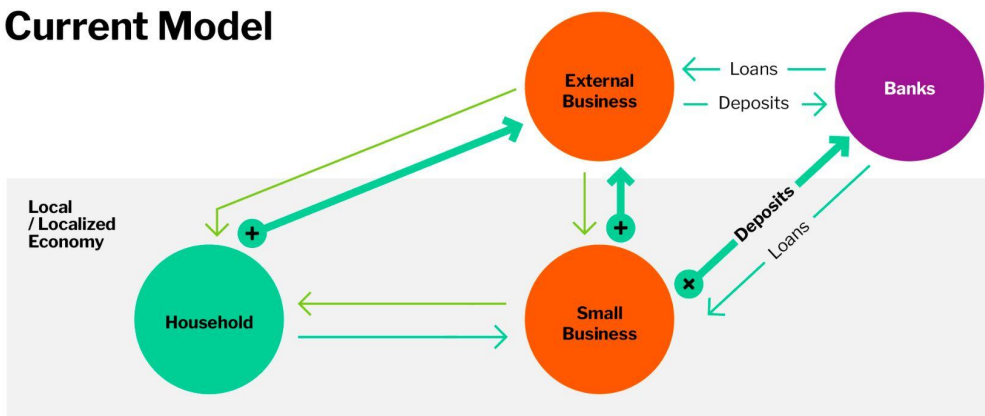 Current Model
External
Business
Loans
Deposits
Banks
Local
/ Localized
Economy
+
+
Deposits
Loans
×
Household
Small
Business